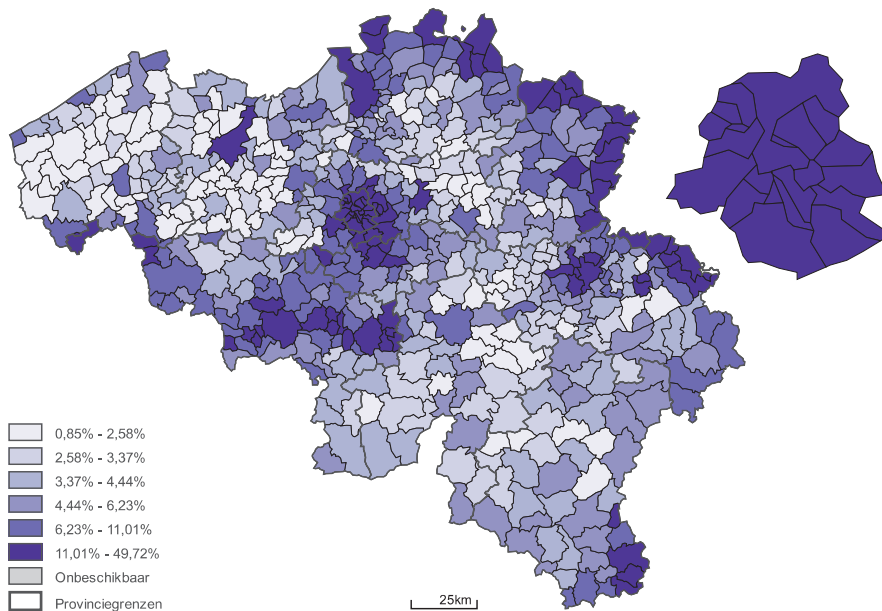 0,85% - 2,58%
2,58% - 3,37%
3,37% - 4,44%
4,44% - 6,23%
6,23% - 11,01%
11,01% - 49,72%
Onbeschikbaar
Provinciegrenzen
25km